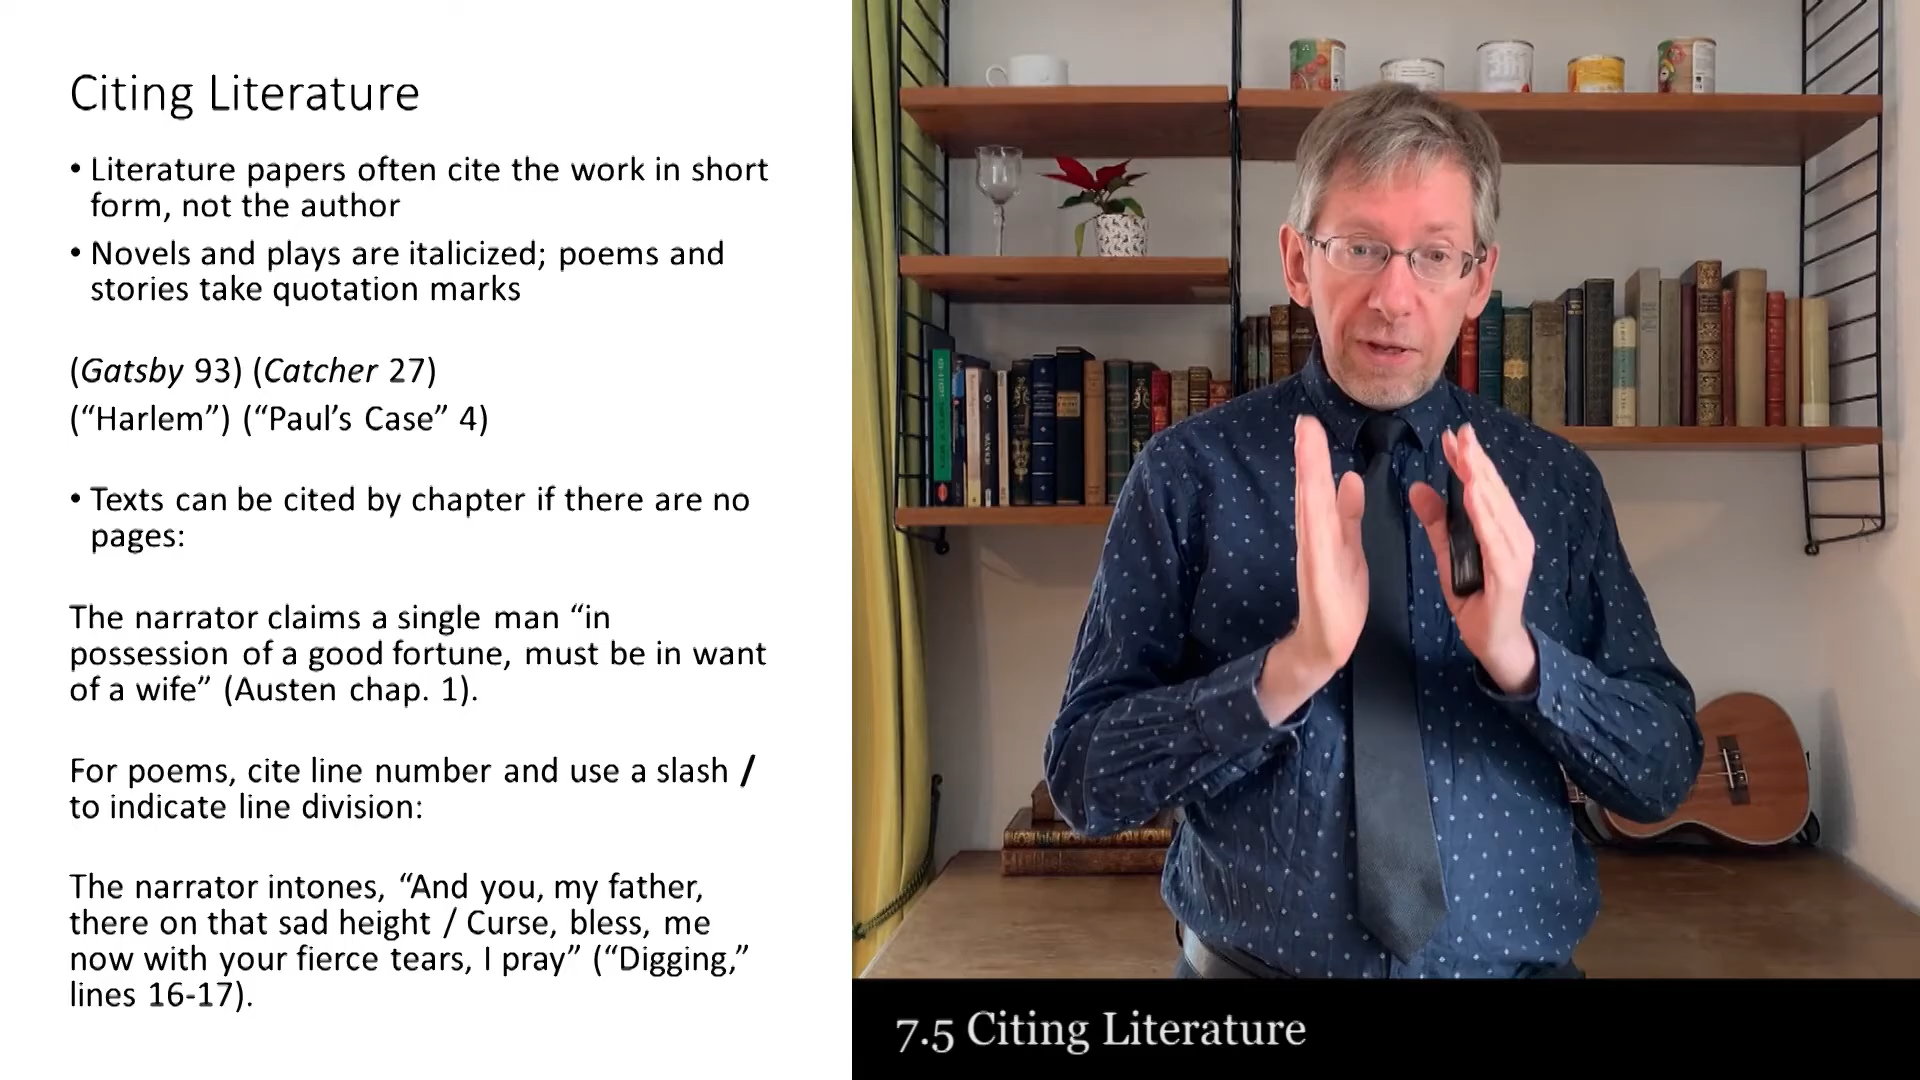 Citing Literature
• Literature papers often cite the work in short
form, not the author
• Novels and plays are italicized; poems and
stories take quotation marks
(Gatsby 93) (Catcher 27)
(“Harlem”) (“Paul’s Case” 4)
• Texts can be cited by chapter if there are no
pages:
The narrator claims a single man “in
possession of a good fortune, must be in want
of a wife” (Austen chap. 1).
For poems, cite line number and use a slash /
to indicate line division:
The narrator intones, “And you, my father,
there on that sad height / Curse, bless, me
now with your fierce tears, I pray” (“Digging,”
lines 16-17).
7.5 Citing Literature